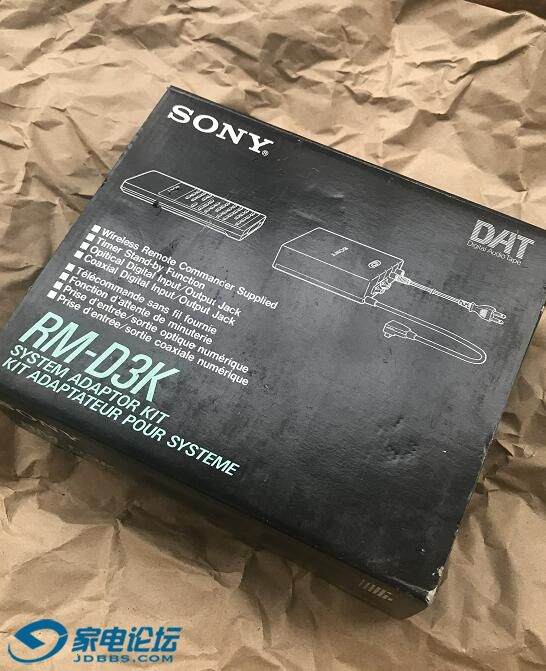 SONY®
DAT
Digital Audio Tape
■ Wireless Remote Commander Supplied
■ Timer Stand-by Function
■ Optical Digital Input/Output Jack
■ Coaxial Digital Input/Output Jack
■ Télécommande sans fil fournie
■ Fonction d'attente de minuterie
■ Prise d'entrée/sortie optique numérique
■ Prise d'entrée/sortie coaxiale numérique
RM-D3K
SYSTEM ADAPTOR KIT
KIT ADAPTATEUR POUR SYSTEME
家电论坛
JDBBS.COM